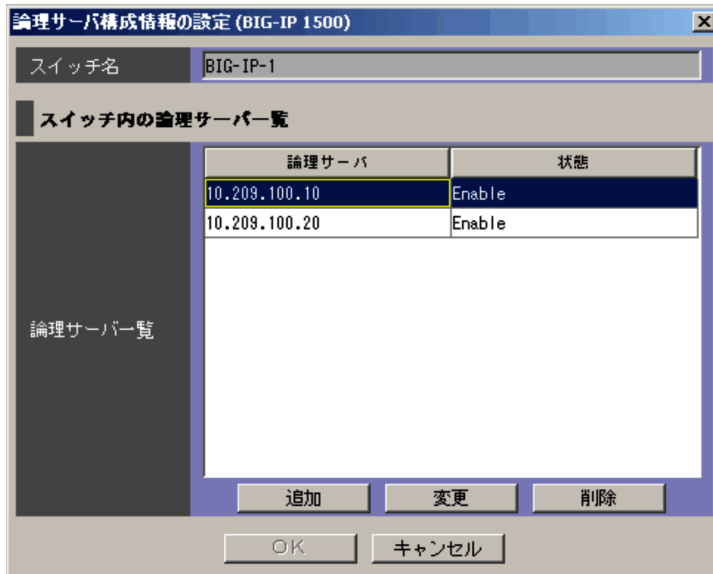 論理サーバ構成情報の設定 (BIG-IP 1500)
スイッチ名 BIG-IP-1
スイッチ内の論理サーバ一覧
論理サーバ 状態
10.209.100.10 Enable
10.209.100.20 Enable
論理サーバ一覧
追加 変更 削除
OK キャンセル